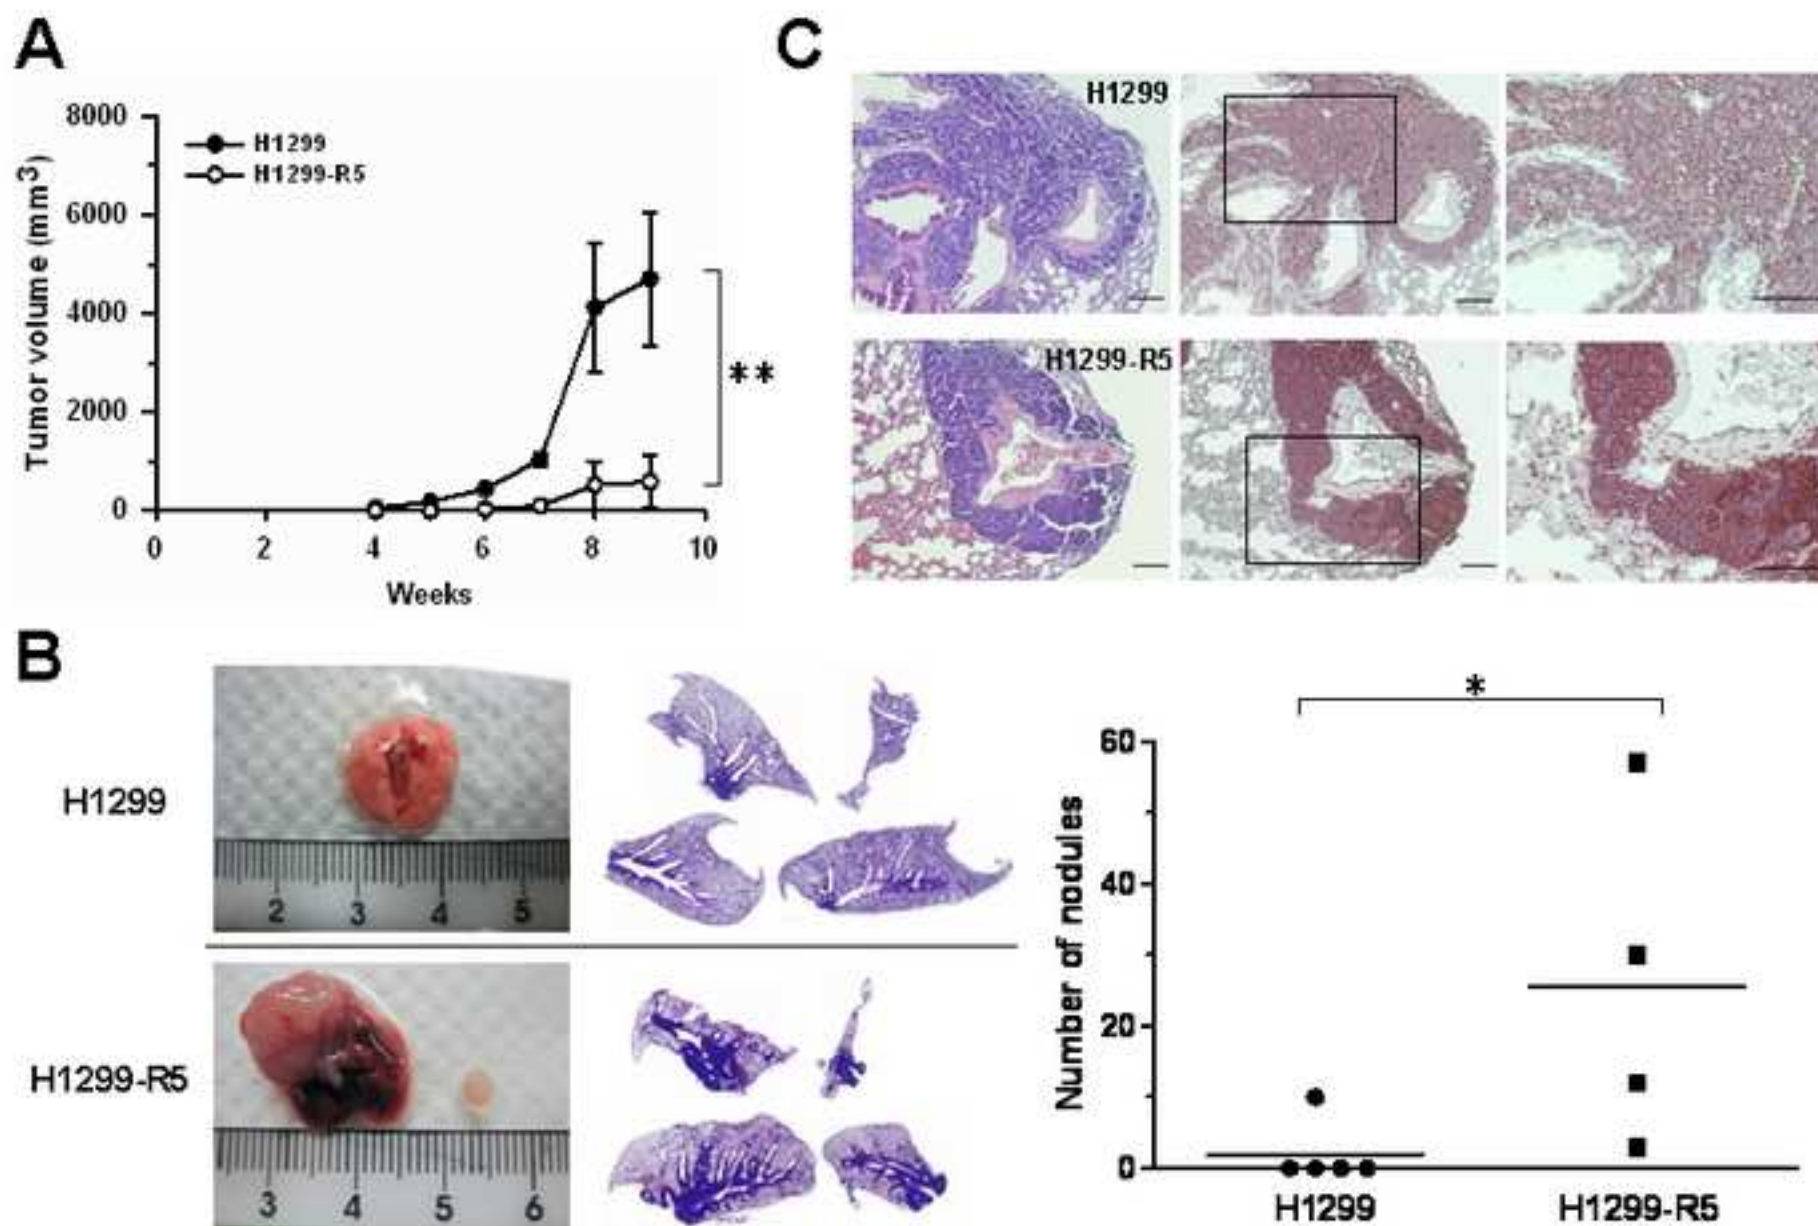 A
8000
6000
4000
2000
0
Tumor volume (mm3)
H1299
H1299-R5
**
0 2 4 6 8 10
Weeks
C
H1299
H1299-R5
B
H1299
2 3 4 5
H1299-R5
3 4 5 6
*
60
40
20
0
Number of nodules
H1299 H1299-R5